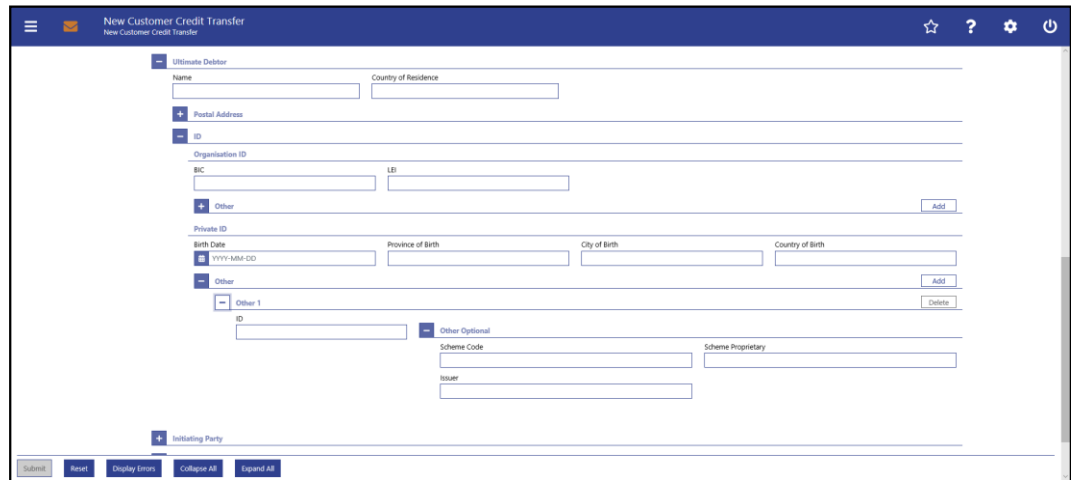 New Customer Credit Transfer
New Customer Credit Transfer
Ultimate Debtor
Name Country of Residence
Postal Address
ID
Organisation ID
BIC LEI
Other Add
Private ID
Birth Date Province of Birth City of Birth Country of Birth
YYYY-MM-DD
Other Add
Other 1 Delete
ID
Other Optional
Scheme Code Scheme Proprietary
Issuer
Initiating Party
Submit Reset Display Errors Collapse All Expand All